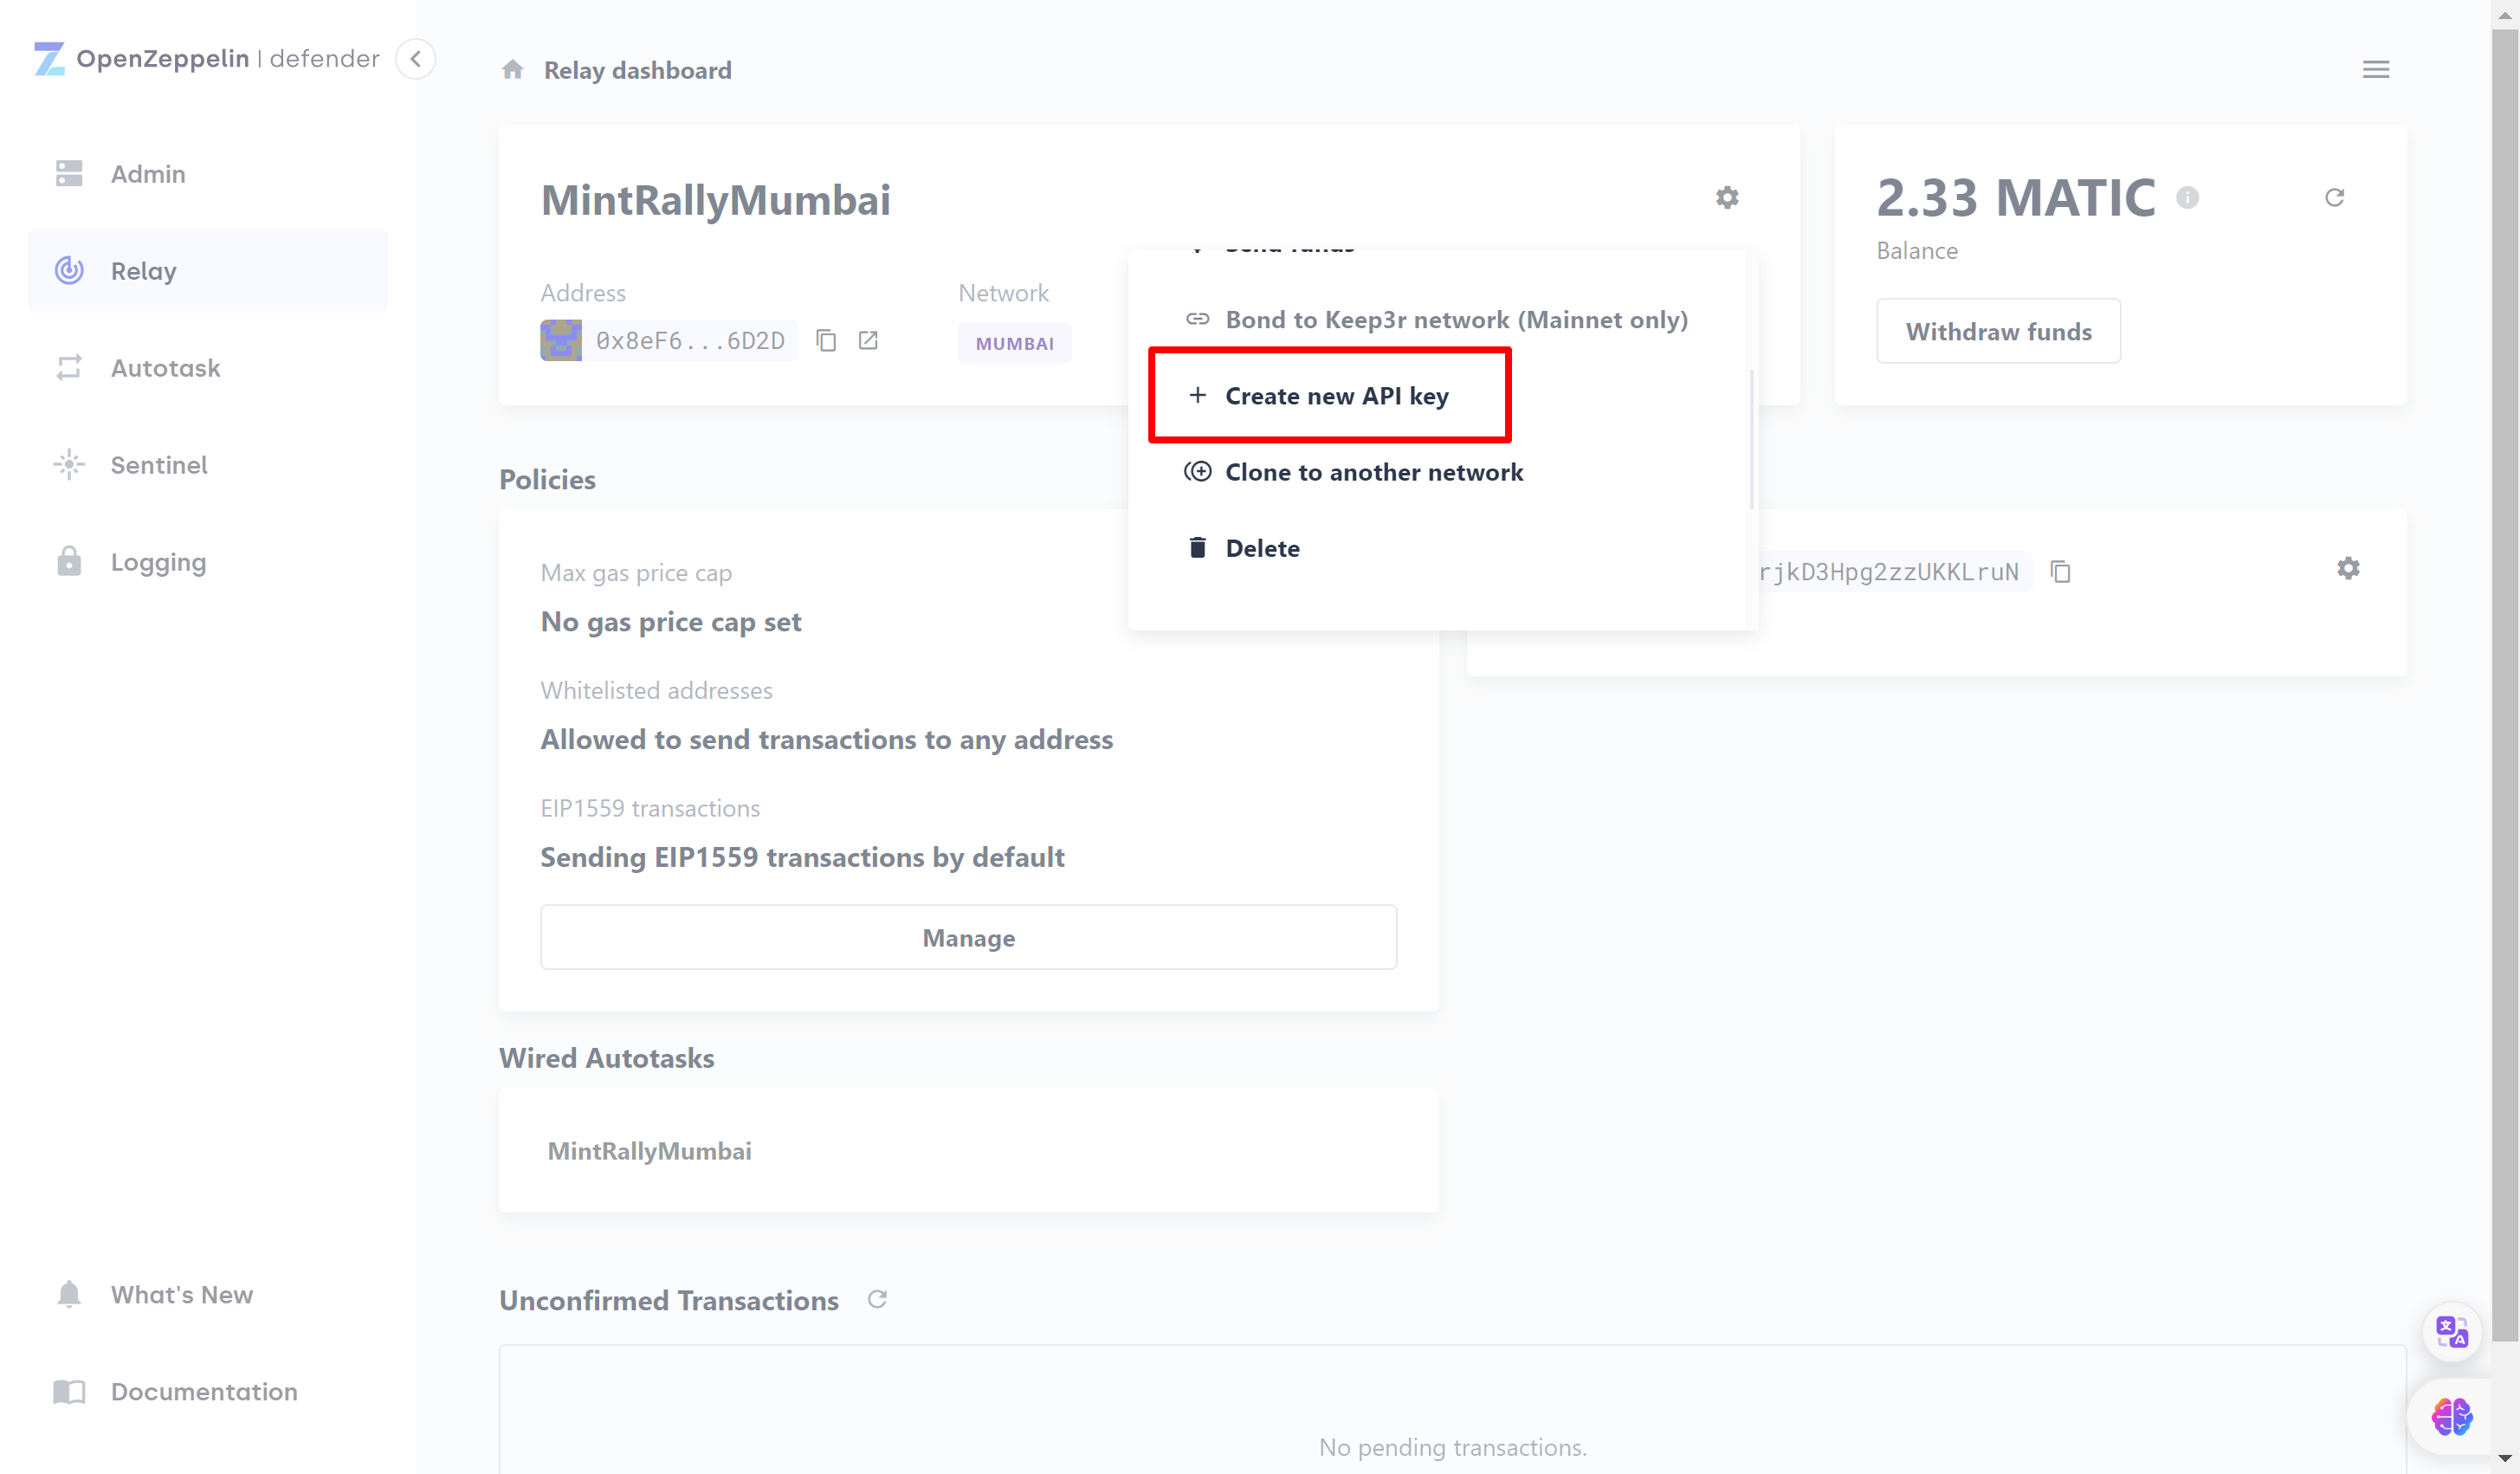 OpenZeppelin | defender
Relay dashboard
Admin
Relay
Autotask
Sentinel
Logging
What's New
Documentation
MintRallyMumbai
Address
0x8eF6...6D2D
Network
MUMBAI
2.33 MATIC
Balance
Withdraw funds
Send funds
Bond to Keep3r network (Mainnet only)
Create new API key
Clone to another network
Delete
Policies
Max gas price cap
No gas price cap set
Whitelisted addresses
Allowed to send transactions to any address
EIP1559 transactions
Sending EIP1559 transactions by default
Manage
rjkD3Hpg2zzUKKLruN
Wired Autotasks
MintRallyMumbai
Unconfirmed Transactions
No pending transactions.